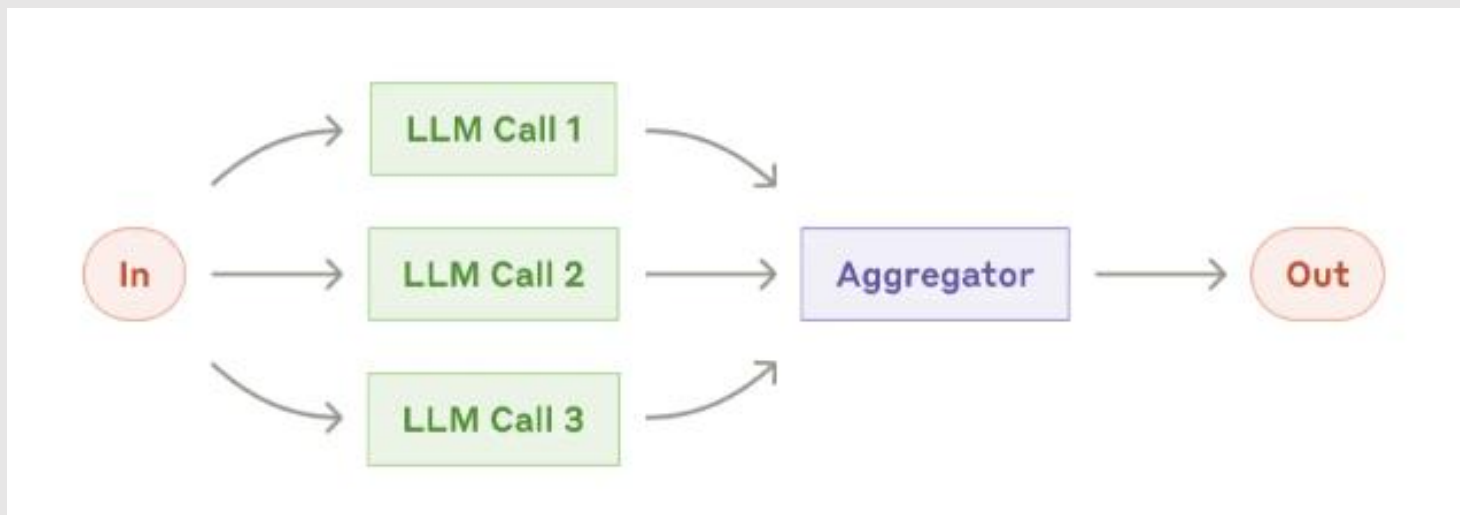 LLM Call 1
In
LLM Call 2
Aggregator
Out
LLM Call 3